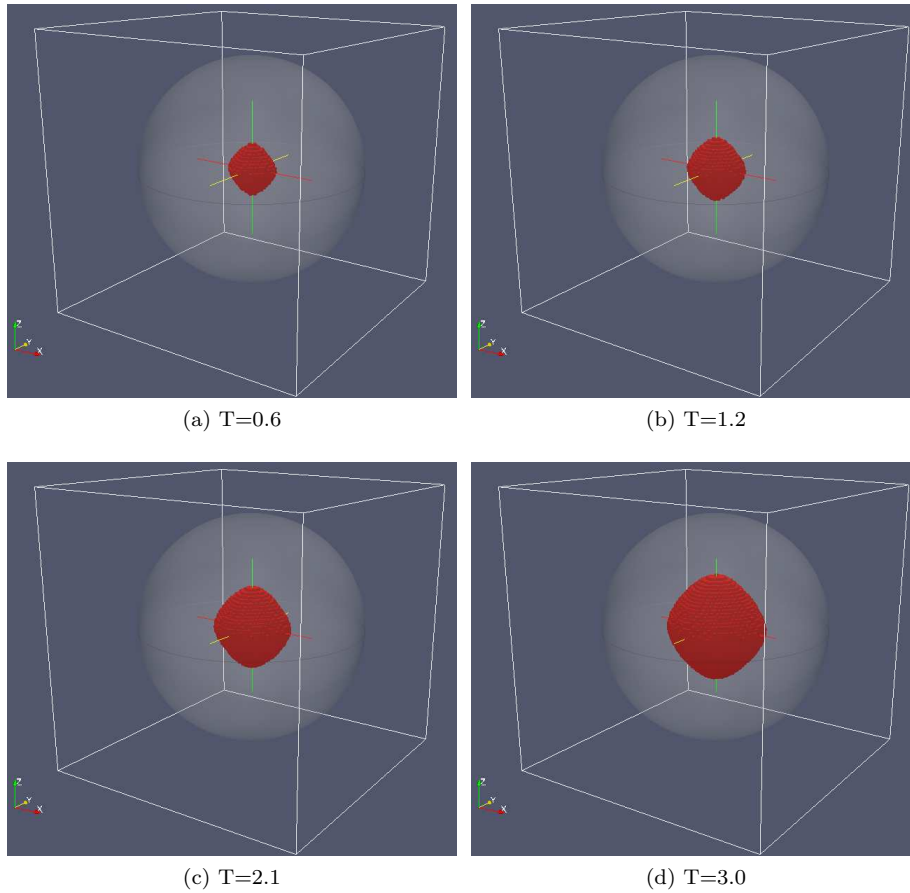 Z
Y
X
Z
Y
X
(a) T=0.6
(b) T=1.2
Z
Y
X
Z
Y
X
(c) T=2.1
(d) T=3.0